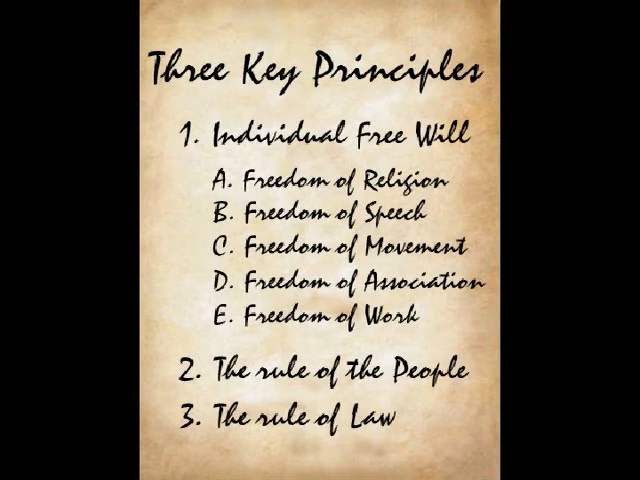 Three Key Principles
1. Individual Free Will
A. Freedom of Religion
B. Freedom of Speech
C. Freedom of Movement
D. Freedom of Association
E. Freedom of Work
2. The rule of the People
3. The rule of Law